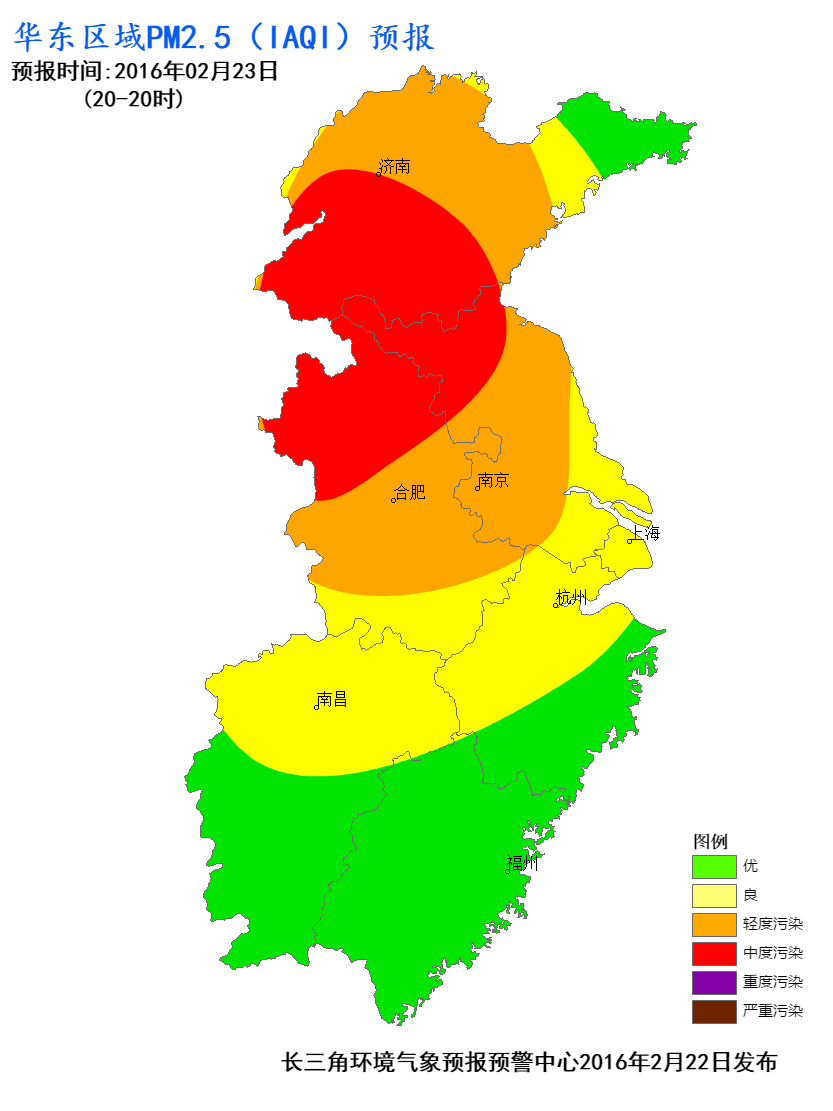 华东区域PM2.5（IAQI）预报
预报时间:2016年02月23日
(20-20时)
济南
合肥
南京
上海
杭州
南昌
福州
图例
优
良
轻度污染
中度污染
重度污染
严重污染
长三角环境气象预报预警中心2016年2月22日发布